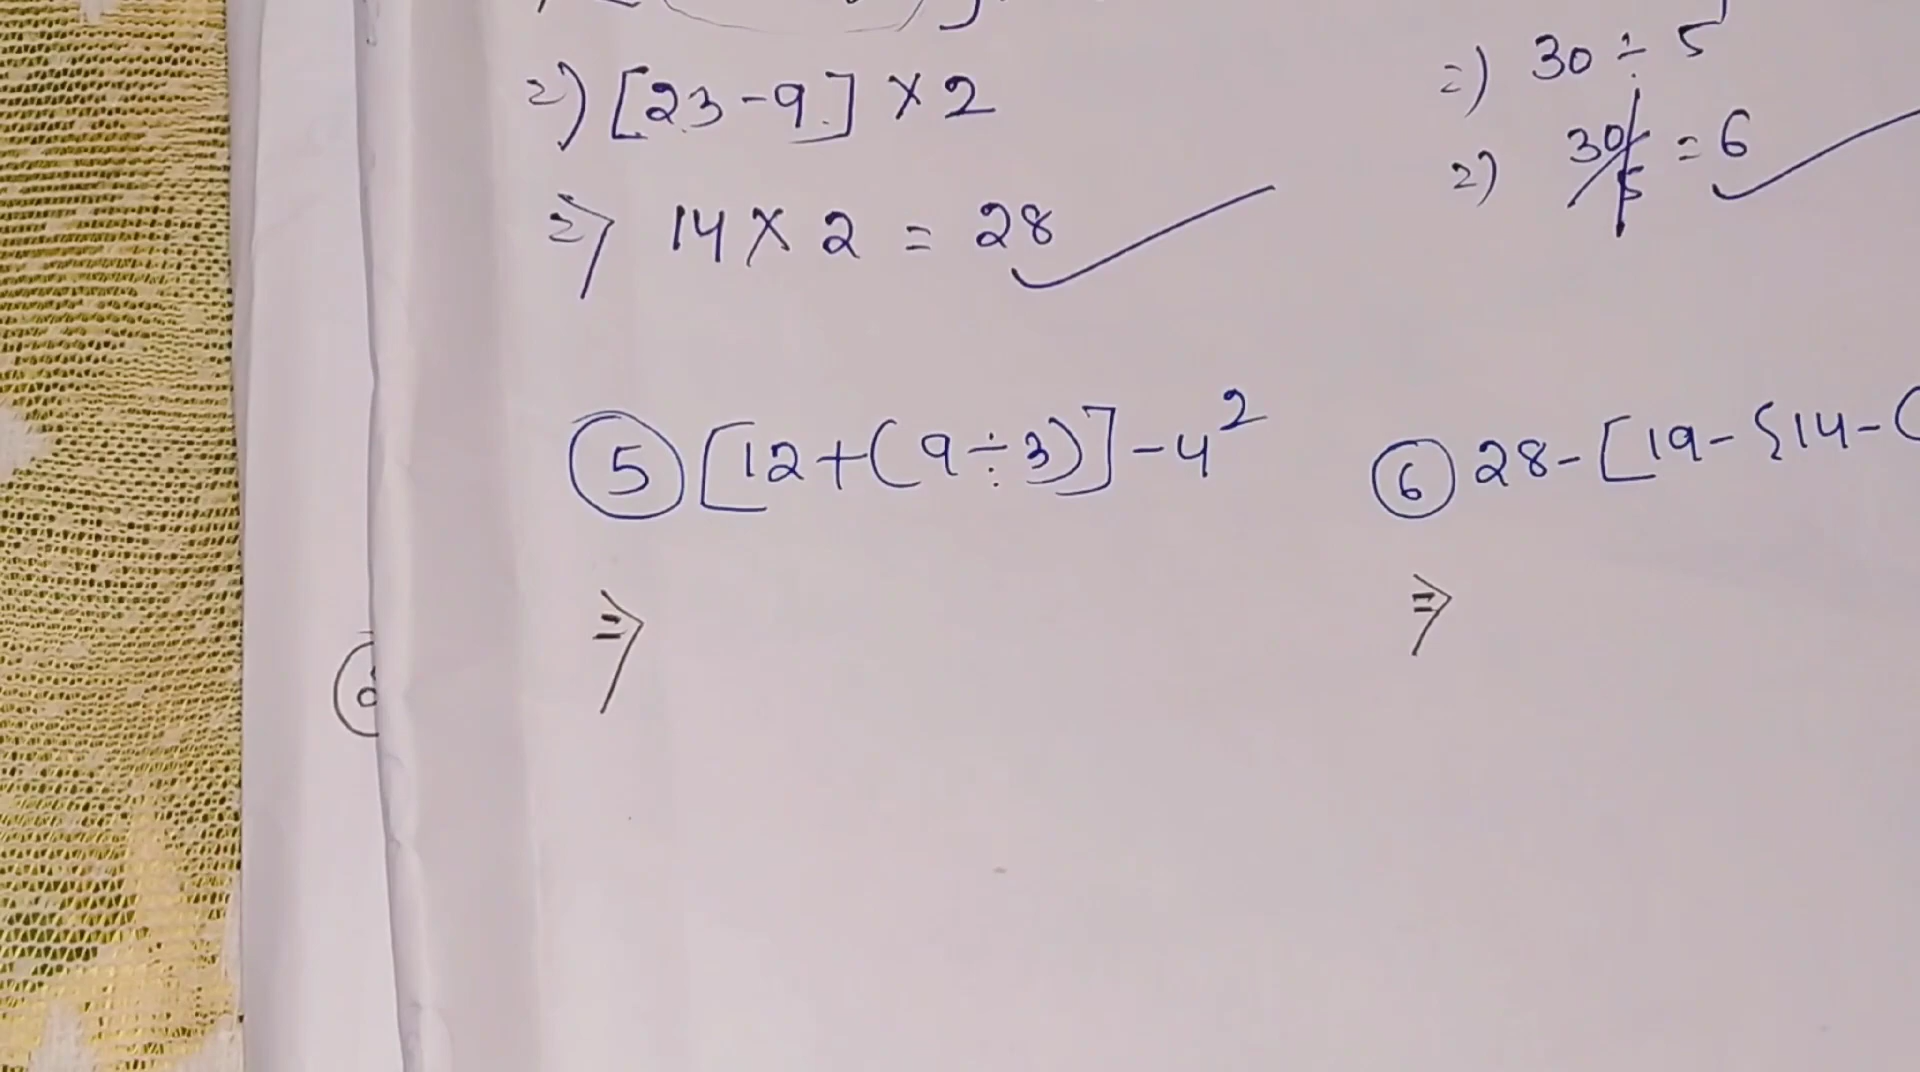 =) [23-9] × 2
=> 14 × 2 = 28
=) 30 ÷ 5
=) 30/5 = 6
⑤ [12+(9÷3)]-4²
=>
⑥ 28-[19-{14-(
=>